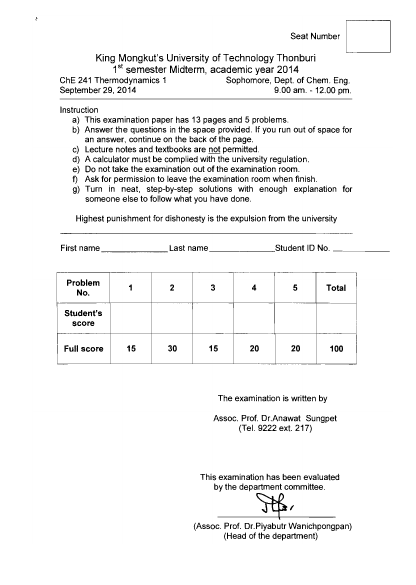 Seat Number
King Mongkut's University of Technology Thonburi
1st semester Midterm, academic year 2014
ChE 241 Thermodynamics 1 Sophomore, Dept. of Chem. Eng.
September 29, 2014 9.00 am. - 12.00 pm.
Instruction
a) This examination paper has 13 pages and 5 problems.
b) Answer the questions in the space provided. If you run out of space for
an answer, continue on the back of the page.
c) Lecture notes and textbooks are not permitted.
d) A calculator must be complied with the university regulation.
e) Do not take the examination out of the examination room.
f) Ask for permission to leave the examination room when finish.
g) Turn in neat, step-by-step solutions with enough explanation for
someone else to follow what you have done.
Highest punishment for dishonesty is the expulsion from the university
First name Last name Student ID No.
Problem No. 1 2 3 4 5 Total
Student's score
Full score 15 30 15 20 20 100
The examination is written by
Assoc. Prof. Dr.Anawat Sungpet
(Tel. 9222 ext. 217)
This examination has been evaluated
by the department committee.
(Assoc. Prof. Dr.Piyabutr Wanichpongpan)
(Head of the department)